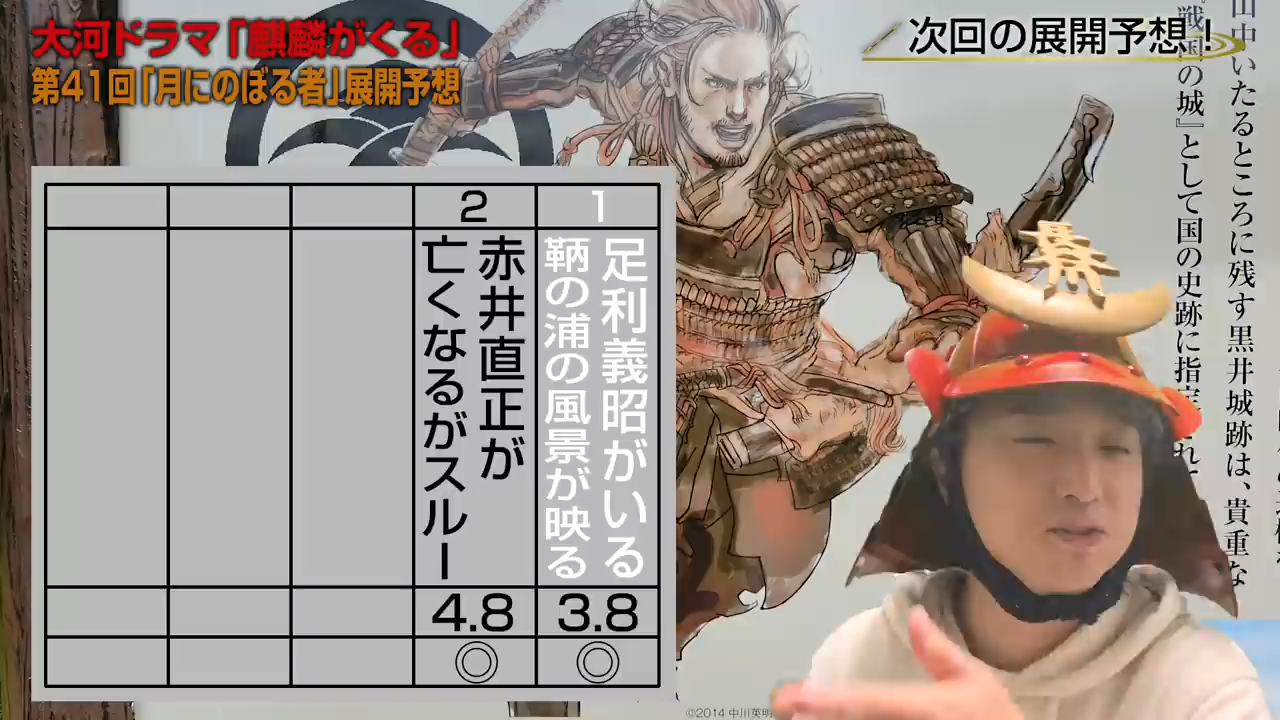 大河ドラマ「麒麟がくる」
第41回「月にのぼる者」展開予想
次回の展開予想！
1
足利義昭がいる
鞆の浦の風景が映る
3.8
◎
2
赤井直正が
亡くなるがスルー
4.8
◎
田中いたるところに残す黒井城跡は、貴重な
『戦国の城』として国の史跡に指定され
©2014 中川英明